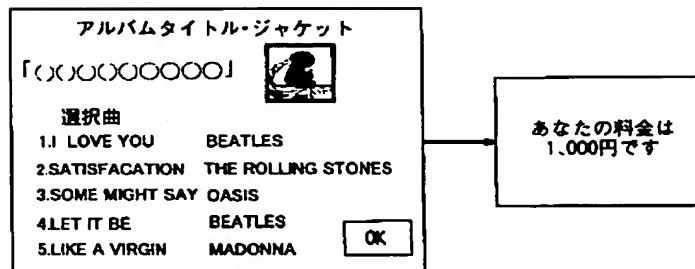 アルバムタイトル・ジャケット
「○○○○○○○○○」
選択曲
1.I LOVE YOU BEATLES
2.SATISFACATION THE ROLLING STONES
3.SOME MIGHT SAY OASIS
4.LET IT BE BEATLES
5.LIKE A VIRGIN MADONNA
OK
あなたの料金は
1,000円です